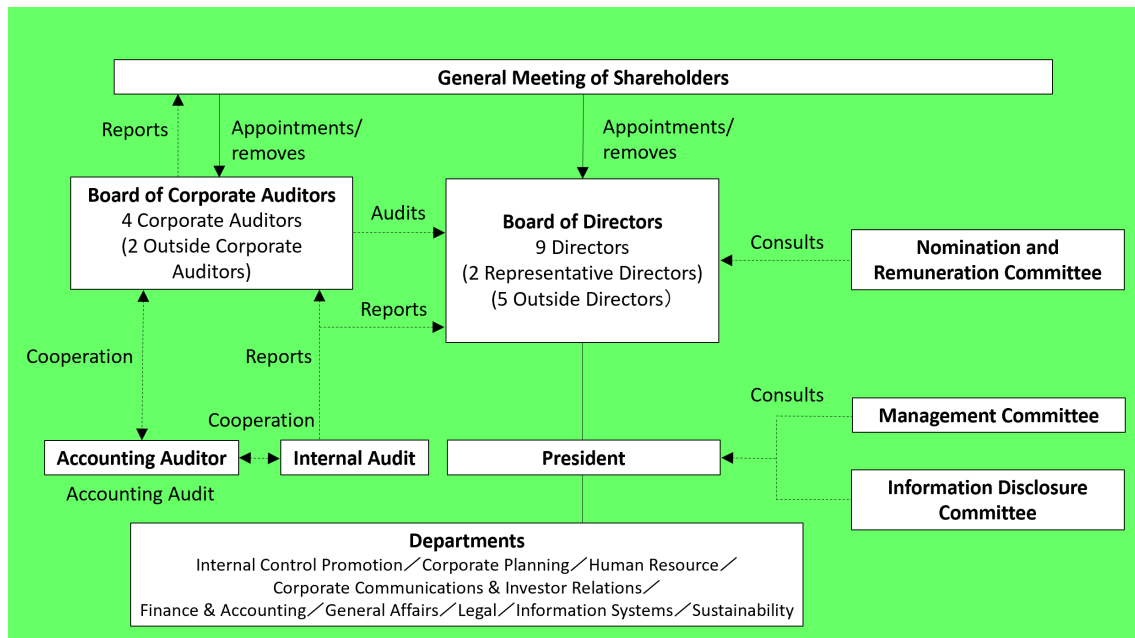 General Meeting of Shareholders
Reports
Appointments/
removes
Appointments/
removes
Board of Corporate Auditors
4 Corporate Auditors
(2 Outside Corporate
Auditors)
Audits
Board of Directors
9 Directors
(2 Representative Directors)
(5 Outside Directors）
Consults
Nomination and
Remuneration Committee
Reports
Cooperation
Reports
Cooperation
Consults
Management Committee
Accounting Auditor
Internal Audit
President
Accounting Audit
Information Disclosure
Committee
Departments
Internal Control Promotion／Corporate Planning／Human Resource／
Corporate Communications & Investor Relations／
Finance & Accounting／General Affairs／Legal／Information Systems／Sustainability